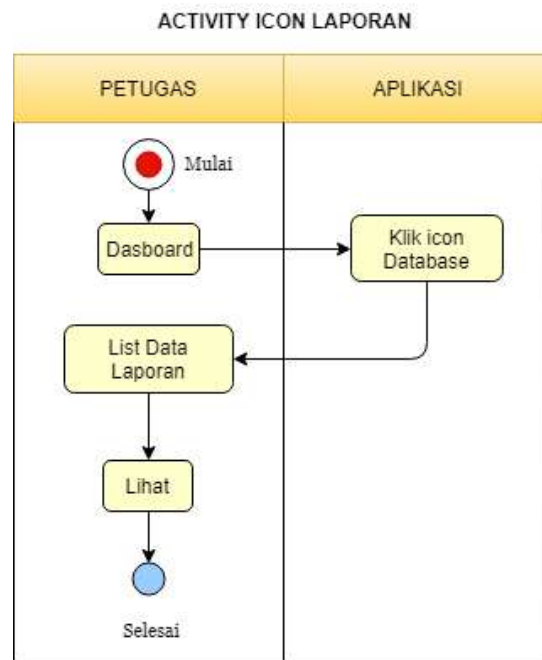 ACTIVITY ICON LAPORAN
PETUGAS
APLIKASI
Mulai
Dasboard
Klik icon
Database
List Data
Laporan
Lihat
Selesai